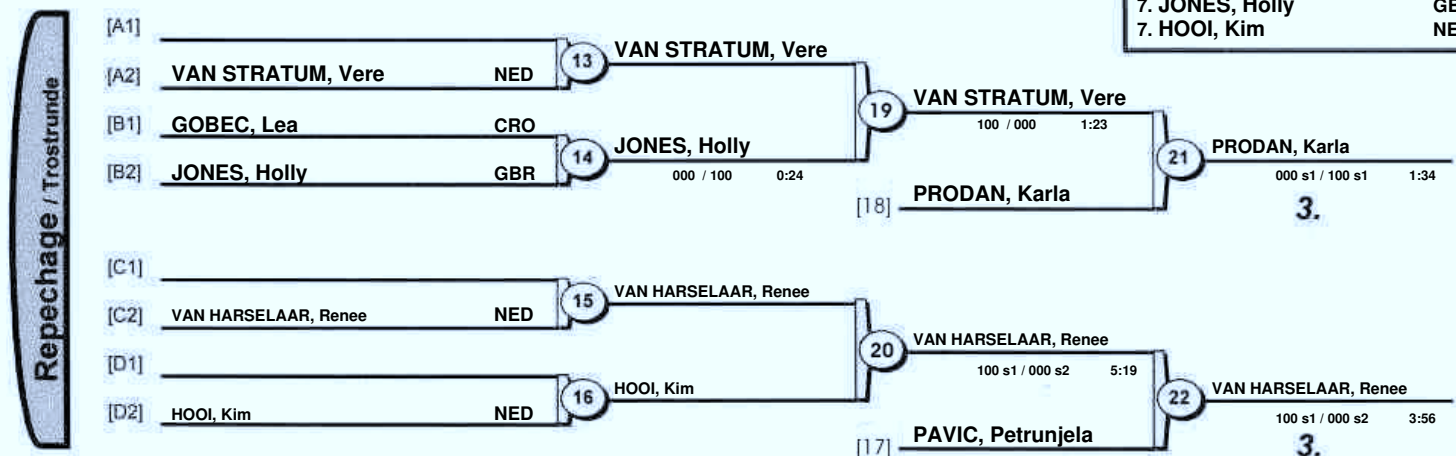 7. JONES, Holly GB
7. HOOI, Kim NE
Repechage / Trostrunde
[A1]
[A2] VAN STRATUM, Vere NED
13 VAN STRATUM, Vere
[B1] GOBEC, Lea CRO
[B2] JONES, Holly GBR
14 JONES, Holly
000 / 100 0:24
19 VAN STRATUM, Vere
100 / 000 1:23
[18] PRODAN, Karla
21 PRODAN, Karla
000 s1 / 100 s1 1:34
3.
[C1]
[C2] VAN HARSELAAR, Renee NED
15 VAN HARSELAAR, Renee
[D1]
[D2] HOOI, Kim NED
16 HOOI, Kim
20 VAN HARSELAAR, Renee
100 s1 / 000 s2 5:19
[17] PAVIC, Petrunjela
22 VAN HARSELAAR, Renee
100 s1 / 000 s2 3:56
3.